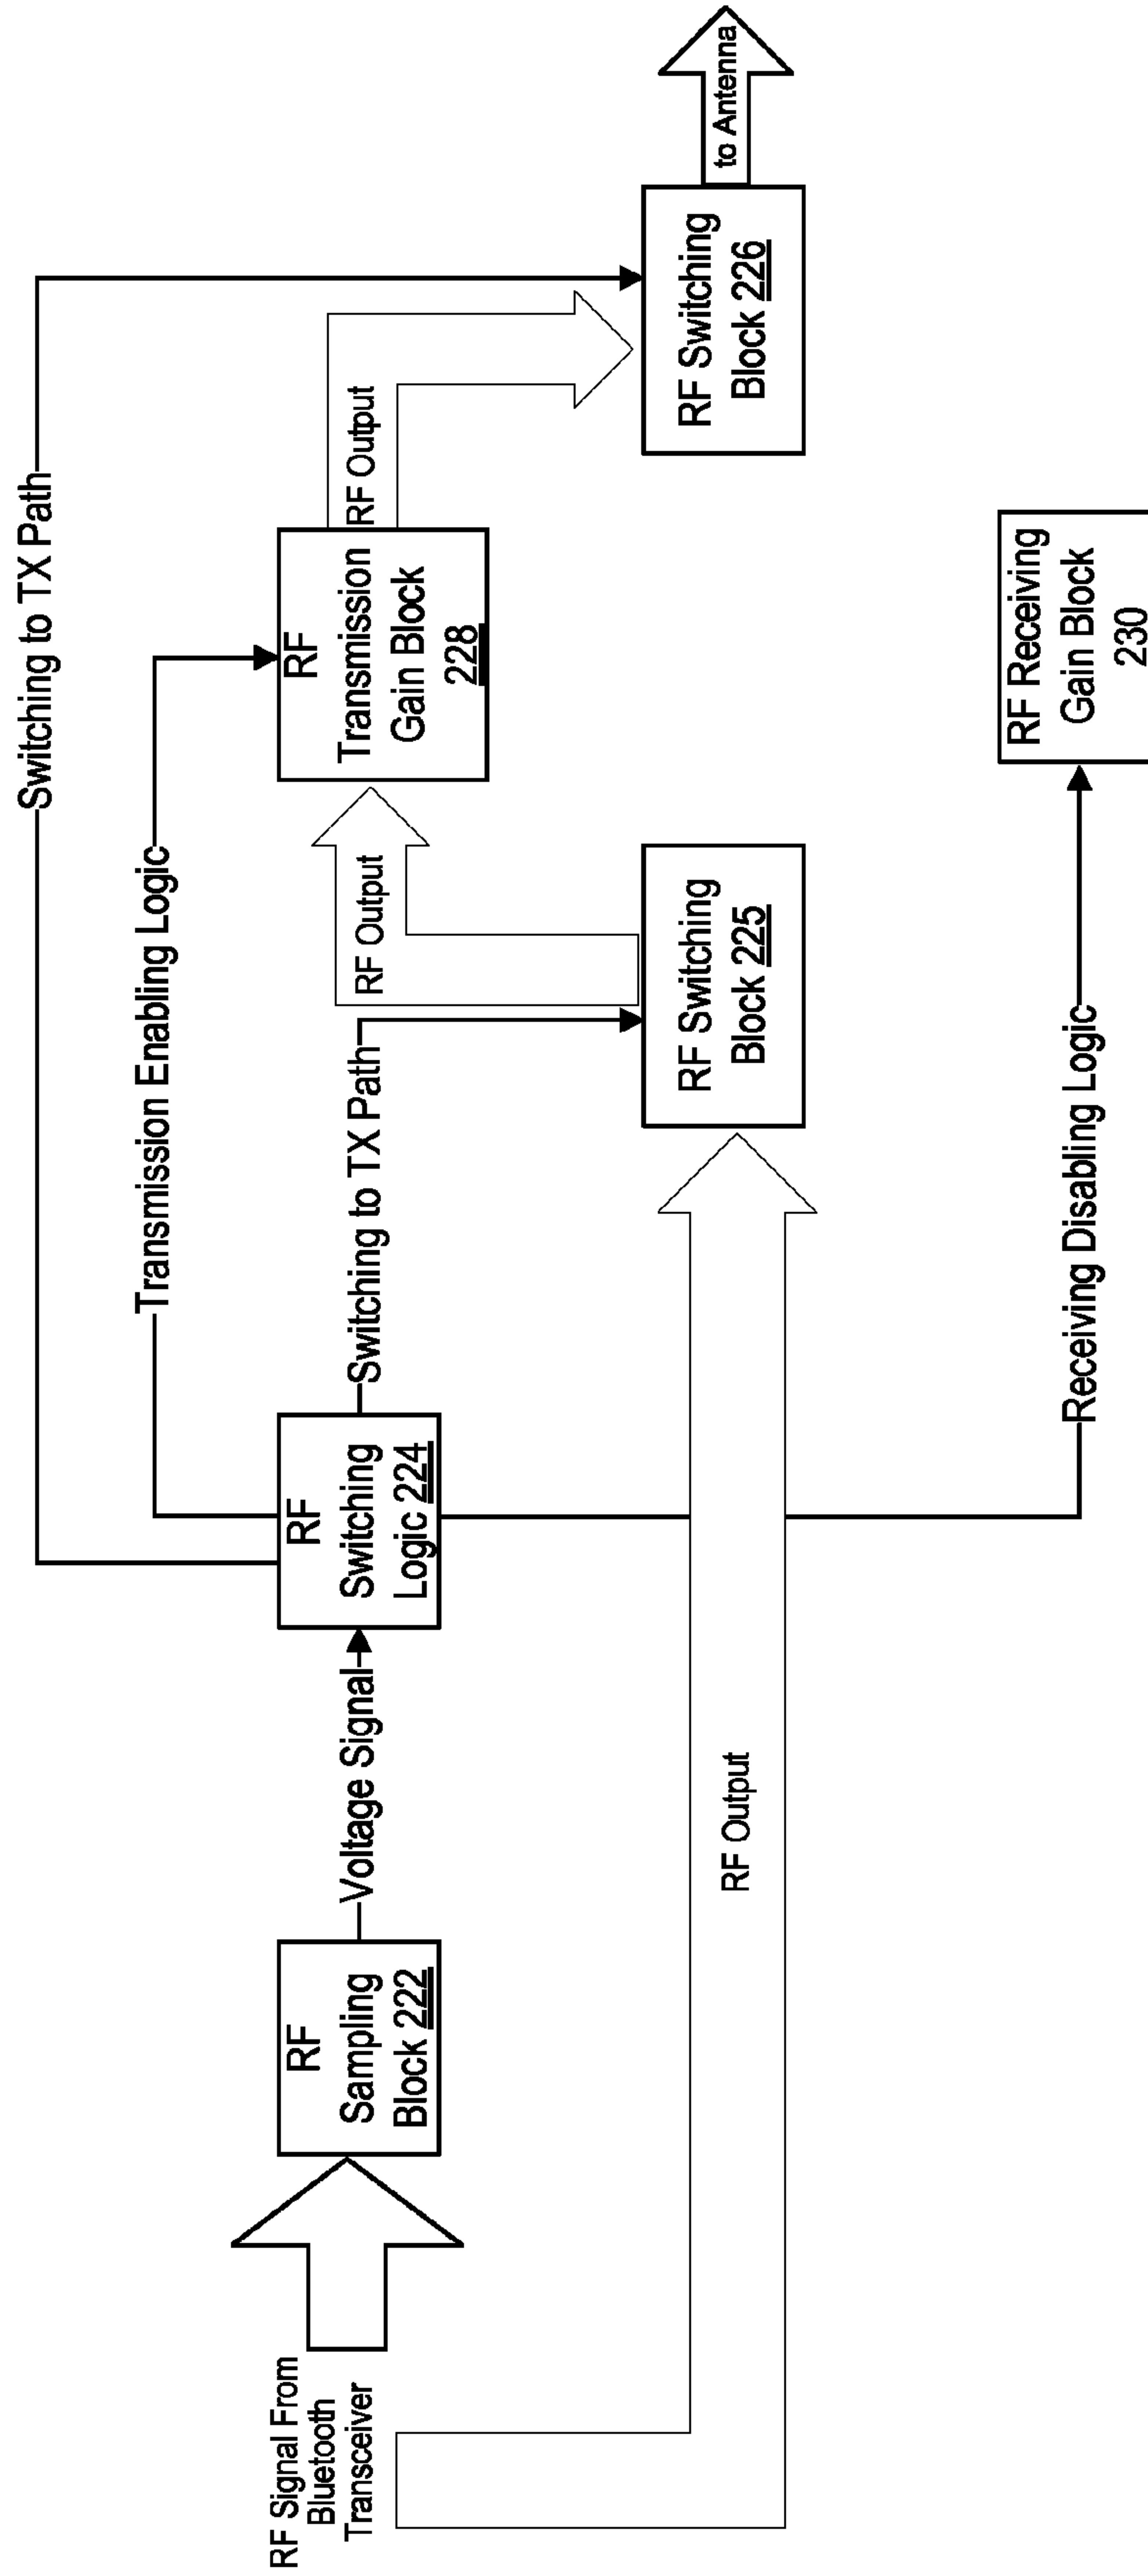 Switching to TX Path
Transmission Enabling Logic
RF Signal From
Bluetooth
Transceiver
RF
Sampling
Block 222
Voltage Signal
RF
Switching
Logic 224
Switching to TX Path
RF Output
RF
Transmission
Gain Block
228
RF Output
RF Output
RF Switching
Block 225
RF Switching
Block 226
to Antenna
Receiving Disabling Logic
RF Receiving
Gain Block
230